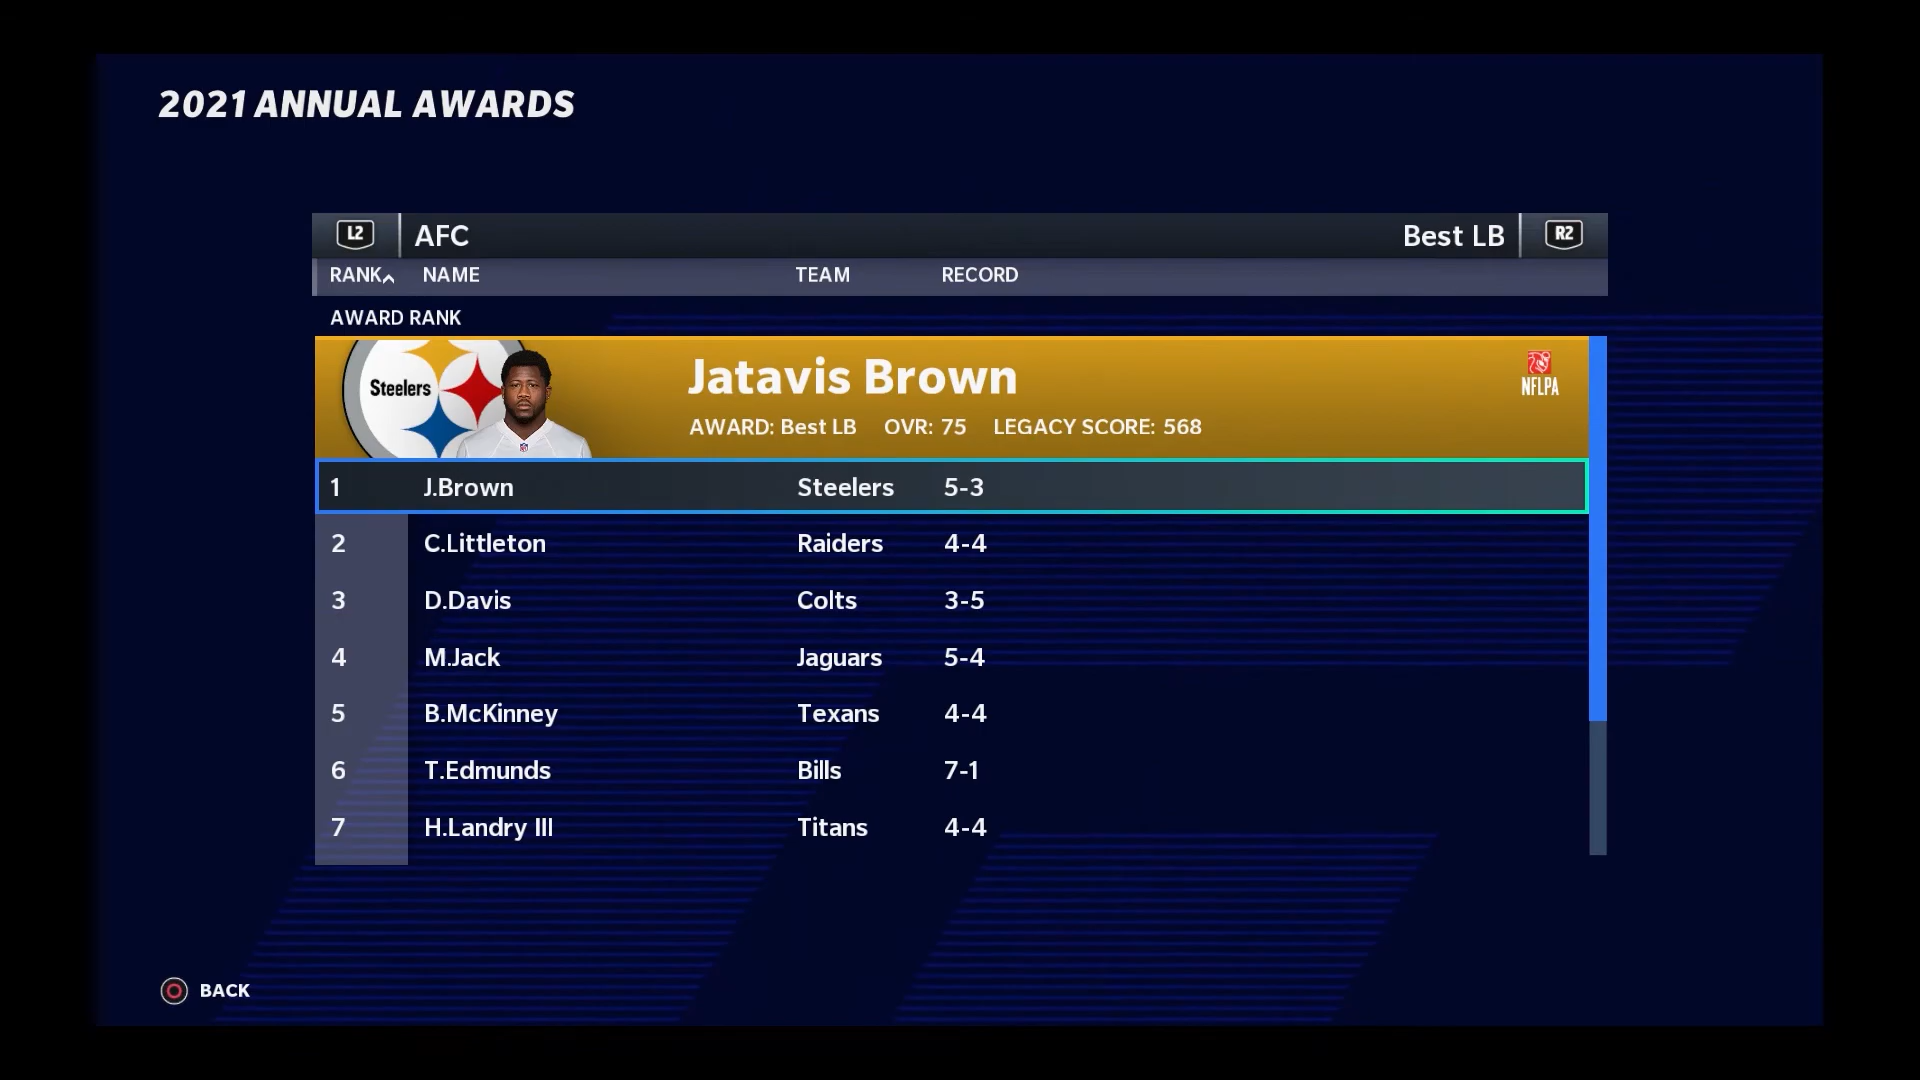 2021 ANNUAL AWARDS
L2 AFC Best LB R2
RANK NAME TEAM RECORD
AWARD RANK
Steelers
Jatavis Brown
NFLPA
AWARD: Best LB OVR: 75 LEGACY SCORE: 568
1 J.Brown Steelers 5-3
2 C.Littleton Raiders 4-4
3 D.Davis Colts 3-5
4 M.Jack Jaguars 5-4
5 B.McKinney Texans 4-4
6 T.Edmunds Bills 7-1
7 H.Landry III Titans 4-4
BACK